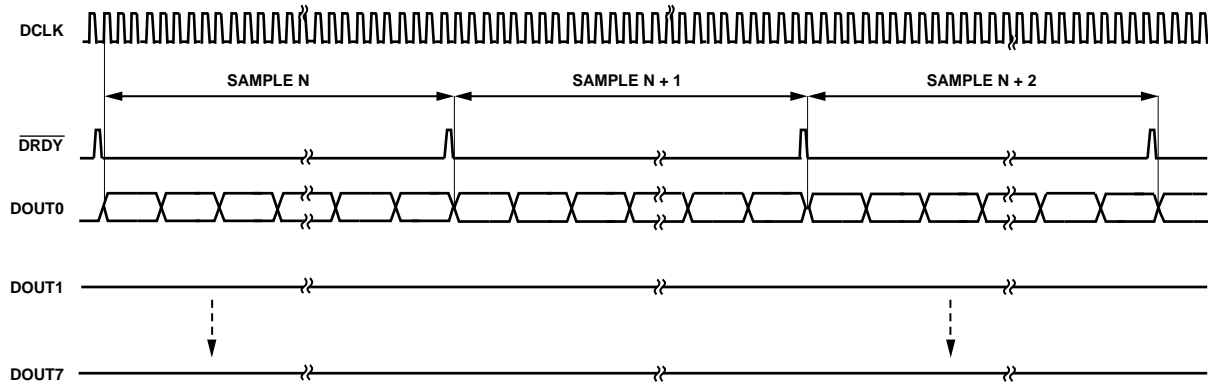 DCLK
SAMPLE N
SAMPLE N + 1
SAMPLE N + 2
DRDY
DOUT0
DOUT1
DOUT7